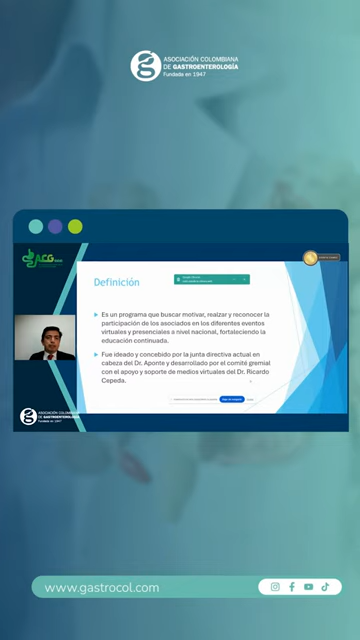 ASOCIACIÓN COLOMBIANA
DE GASTROENTEROLOGÍA
Fundada en 1947
ACG
Definición
Es un programa que buscar motivar, realzar y reconocer la
participación de los asociados en los diferentes eventos
virtuales y presenciales a nivel nacional, fortaleciendo la
educación continuada.
Fue ideado y concebido por la junta directiva actual en
cabeza del Dr. Aponte y desarrollado por el comité gremial
con el apoyo y soporte de medios virtuales del Dr. Ricardo
Cepeda.
ASOCIACIÓN COLOMBIANA
DE GASTROENTEROLOGÍA
Fundada en 1947
www.gastrocol.com